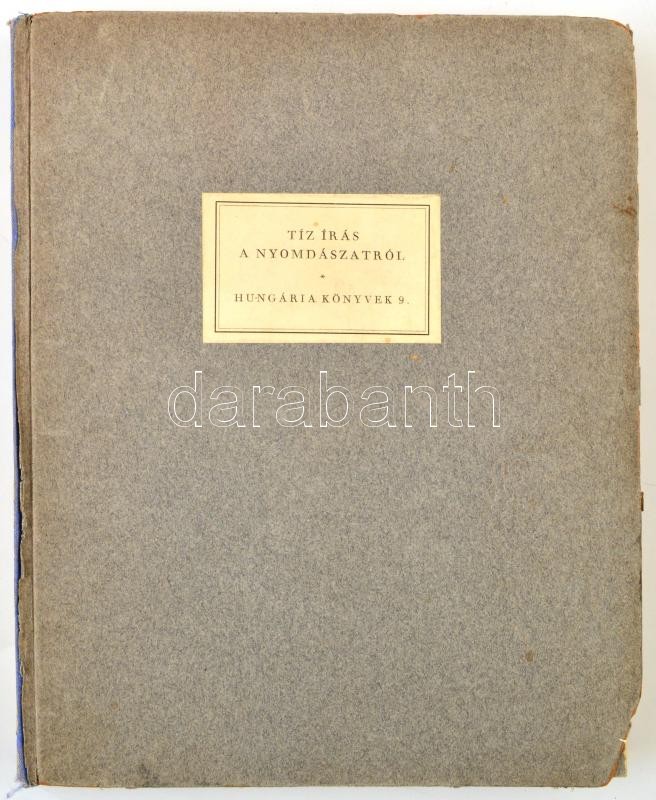 TÍZ ÍRÁS
A NYOMDÁSZATRÓL
*
HUNGÁRIA KÖNYVEK 9.
darabanth